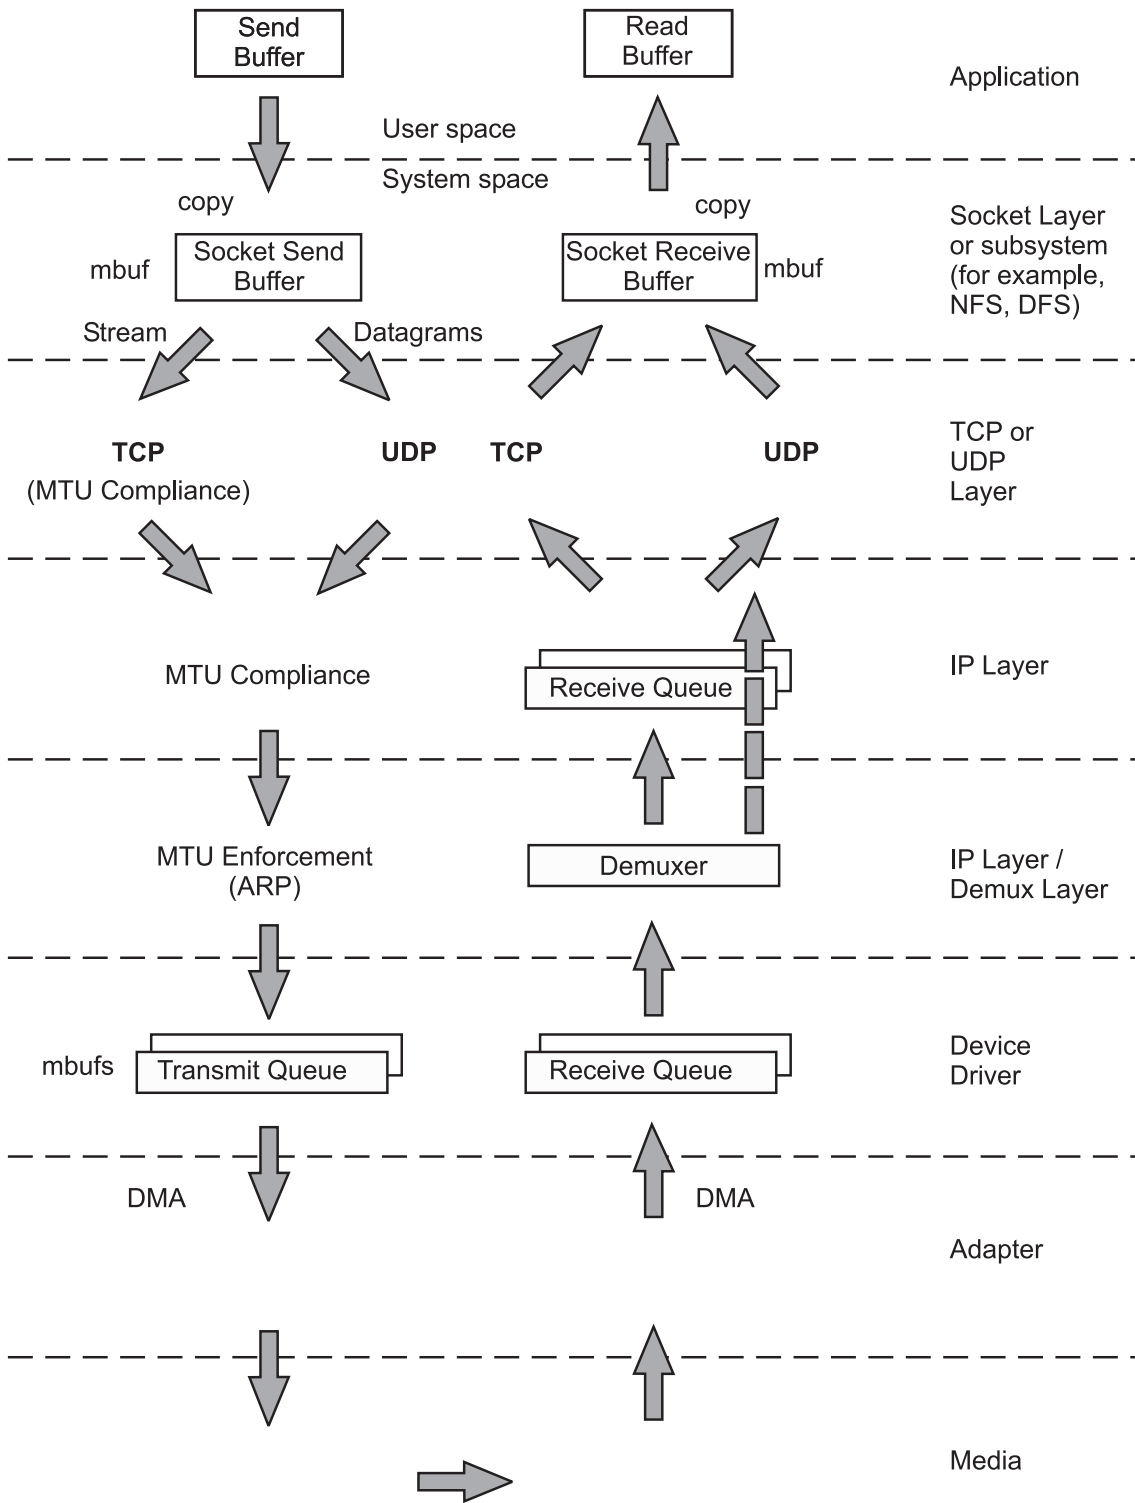 Send
Buffer
Read
Buffer
Application
User space
System space
copy
copy
Socket Send
Buffer
mbuf
Socket Receive
Buffer
mbuf
Socket Layer
or subsystem
(for example,
NFS, DFS)
Stream
Datagrams
TCP
(MTU Compliance)
UDP
TCP
UDP
TCP or
UDP
Layer
MTU Compliance
Receive Queue
IP Layer
MTU Enforcement
(ARP)
Demuxer
IP Layer /
Demux Layer
mbufs
Transmit Queue
Receive Queue
Device
Driver
DMA
DMA
Adapter
Media